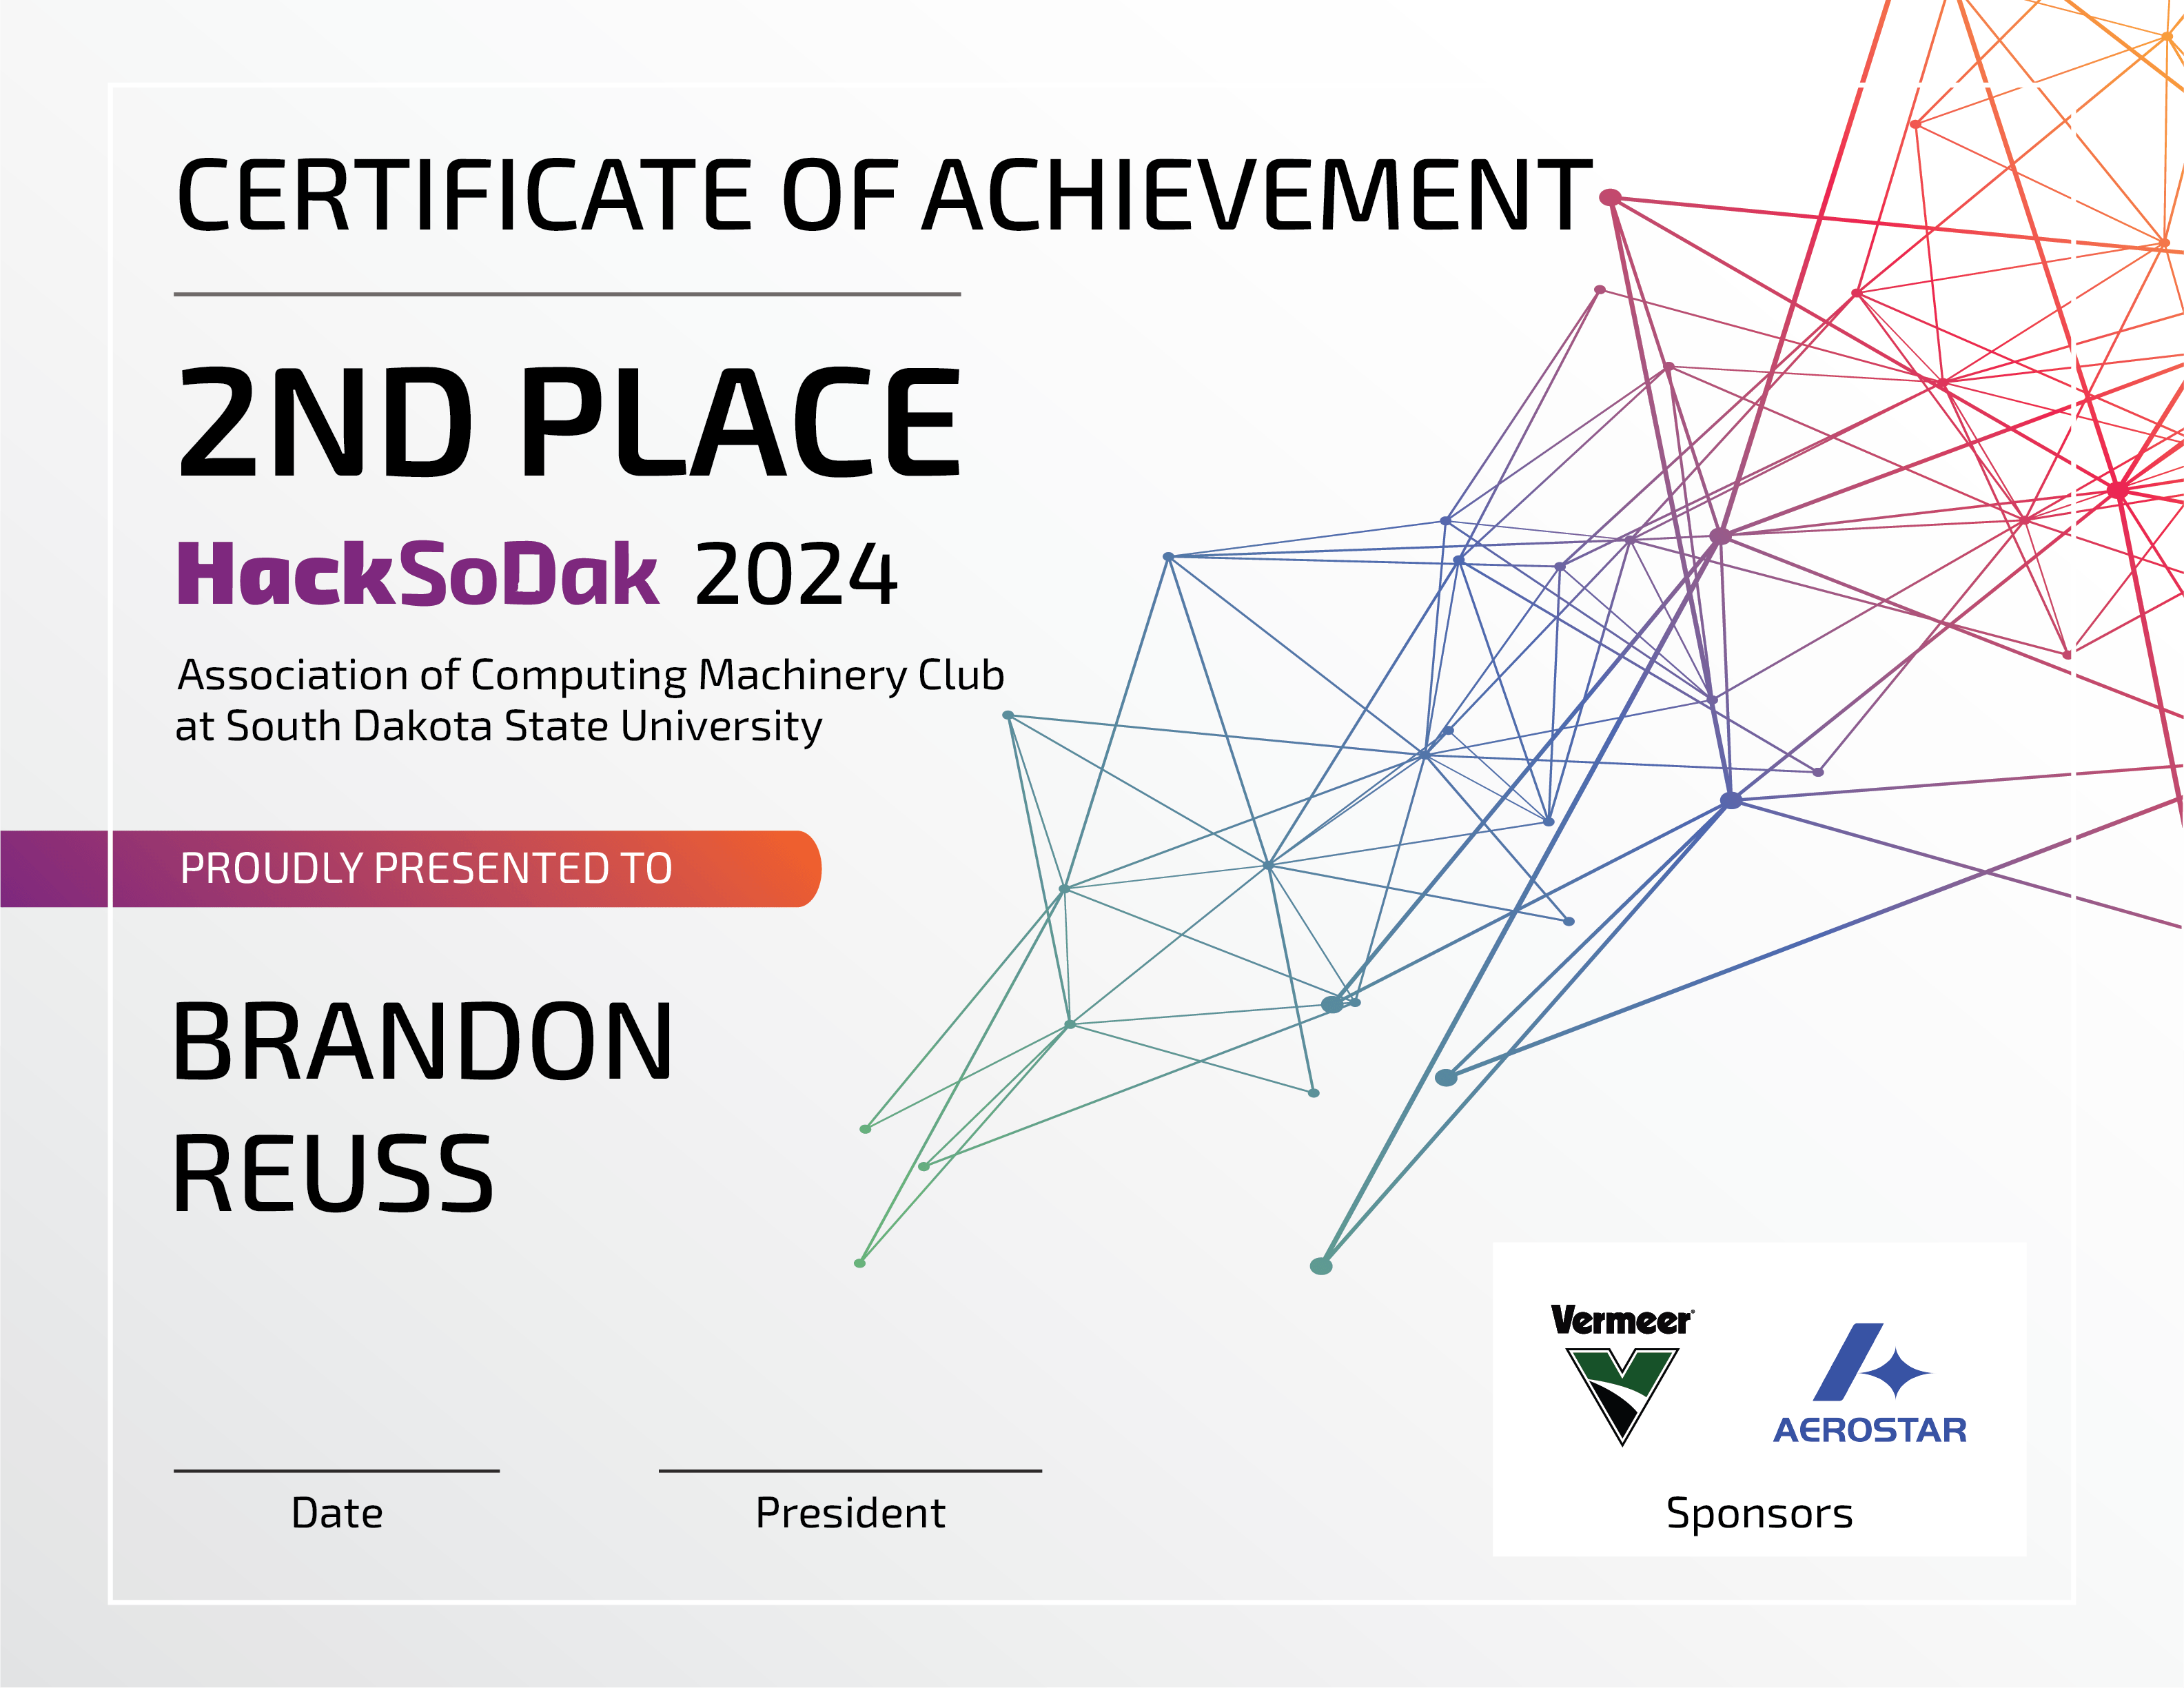 CERTIFICATE OF ACHIEVEMENT
2ND PLACE
HackSoDak 2024
Association of Computing Machinery Club
at South Dakota State University
PROUDLY PRESENTED TO
BRANDON
REUSS
Date
President
Vermeer®
AEROSTAR
Sponsors